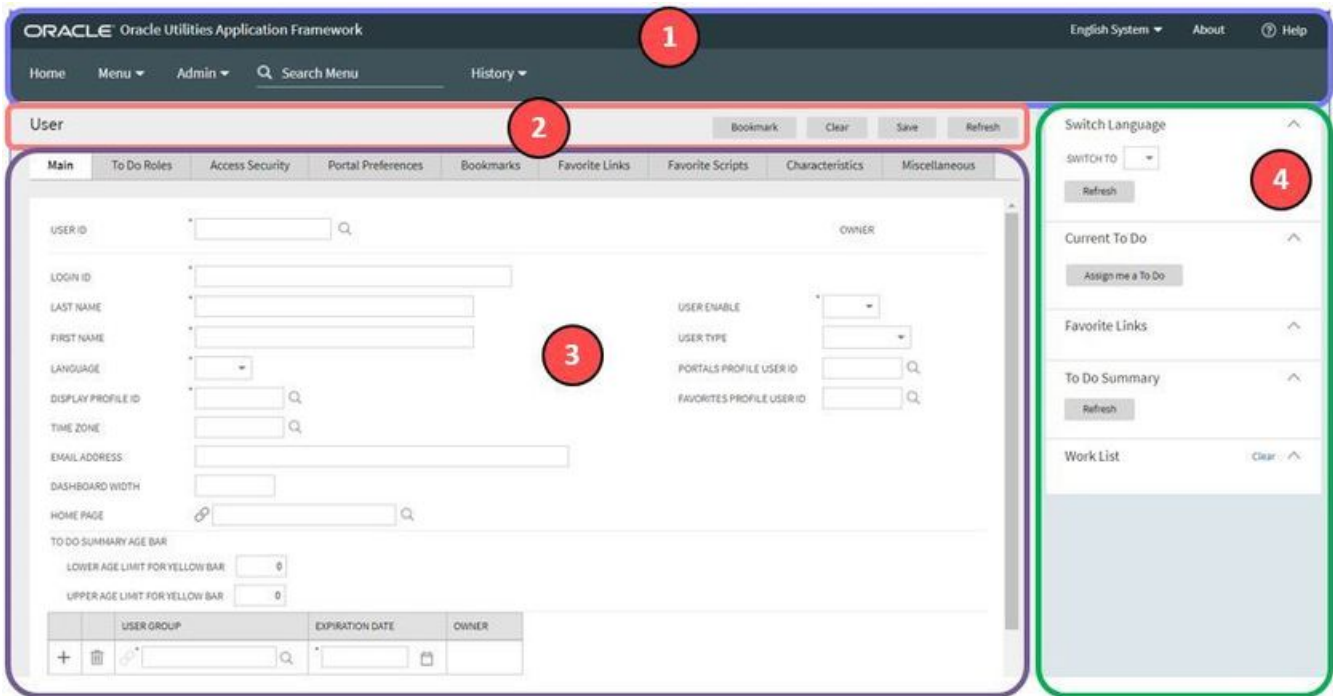 ORACLE Oracle Utilities Application Framework English System About Help
1
Home Menu Admin Search Menu History
User 2 Bookmark Clear Save Refresh
Main To Do Roles Access Security Portal Preferences Bookmarks Favorite Links Favorite Scripts Characteristics Miscellaneous
USER ID * OWNER
LOGIN ID *
LAST NAME * USER ENABLE *
FIRST NAME * USER TYPE
3
LANGUAGE * PORTALS PROFILE USER ID
DISPLAY PROFILE ID * FAVORITES PROFILE USER ID
TIME ZONE
EMAIL ADDRESS
DASHBOARD WIDTH
HOME PAGE
TO DO SUMMARY AGE BAR
LOWER AGE LIMIT FOR YELLOW BAR 0
UPPER AGE LIMIT FOR YELLOW BAR 0
USER GROUP EXPIRATION DATE OWNER
+ * *
Switch Language
SWITCH TO
4
Refresh
Current To Do
Assign me a To Do
Favorite Links
To Do Summary
Refresh
Work List Clear